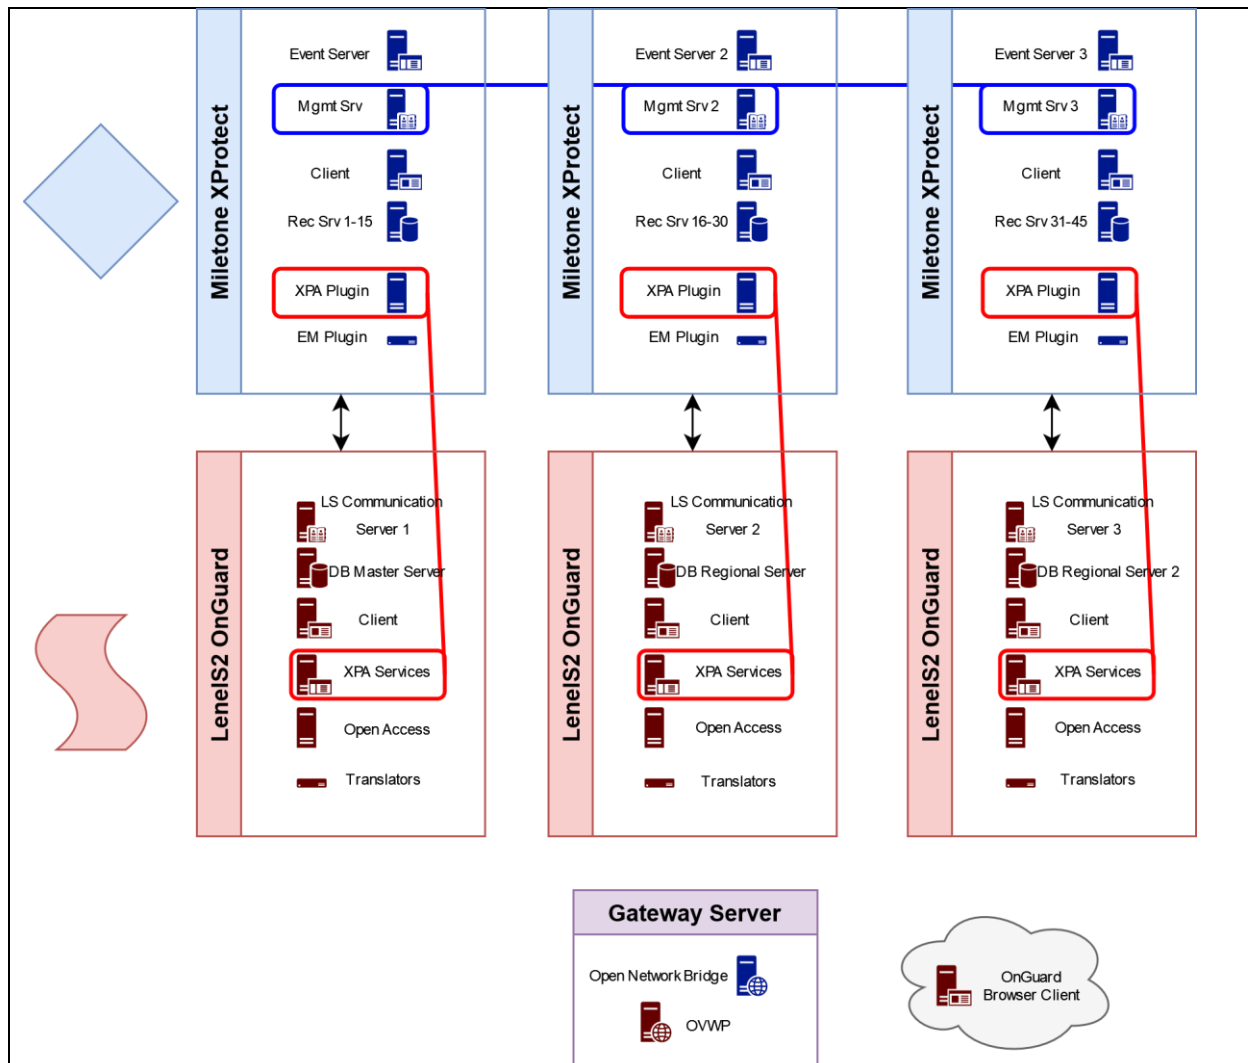 Miletone XProtect
Event Server
Mgmt Srv
Client
Rec Srv 1-15
XPA Plugin
EM Plugin
Miletone XProtect
Event Server 2
Mgmt Srv 2
Client
Rec Srv 16-30
XPA Plugin
EM Plugin
Miletone XProtect
Event Server 3
Mgmt Srv 3
Client
Rec Srv 31-45
XPA Plugin
EM Plugin
LenelS2 OnGuard
LS Communication
Server 1
DB Master Server
Client
XPA Services
Open Access
Translators
LenelS2 OnGuard
LS Communication
Server 2
DB Regional Server
Client
XPA Services
Open Access
Translators
LenelS2 OnGuard
LS Communication
Server 3
DB Regional Server 2
Client
XPA Services
Open Access
Translators
Gateway Server
Open Network Bridge
OVWP
OnGuard
Browser Client